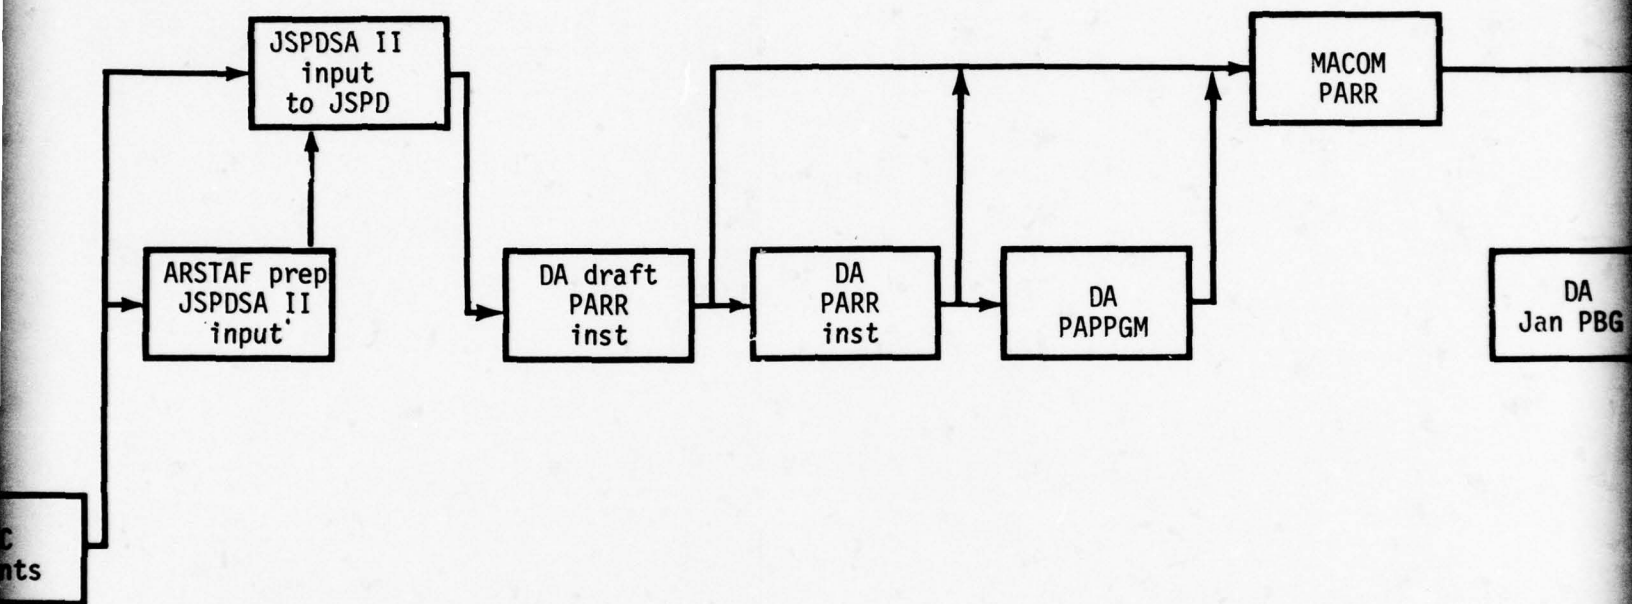 JSPDSA II
input
to JSPD
MACOM
PARR
ARSTAF prep
JSPDSA II
input
DA draft
PARR
inst
DA
PARR
inst
DA
PAPPGM
DA
Jan PBG
C
nts